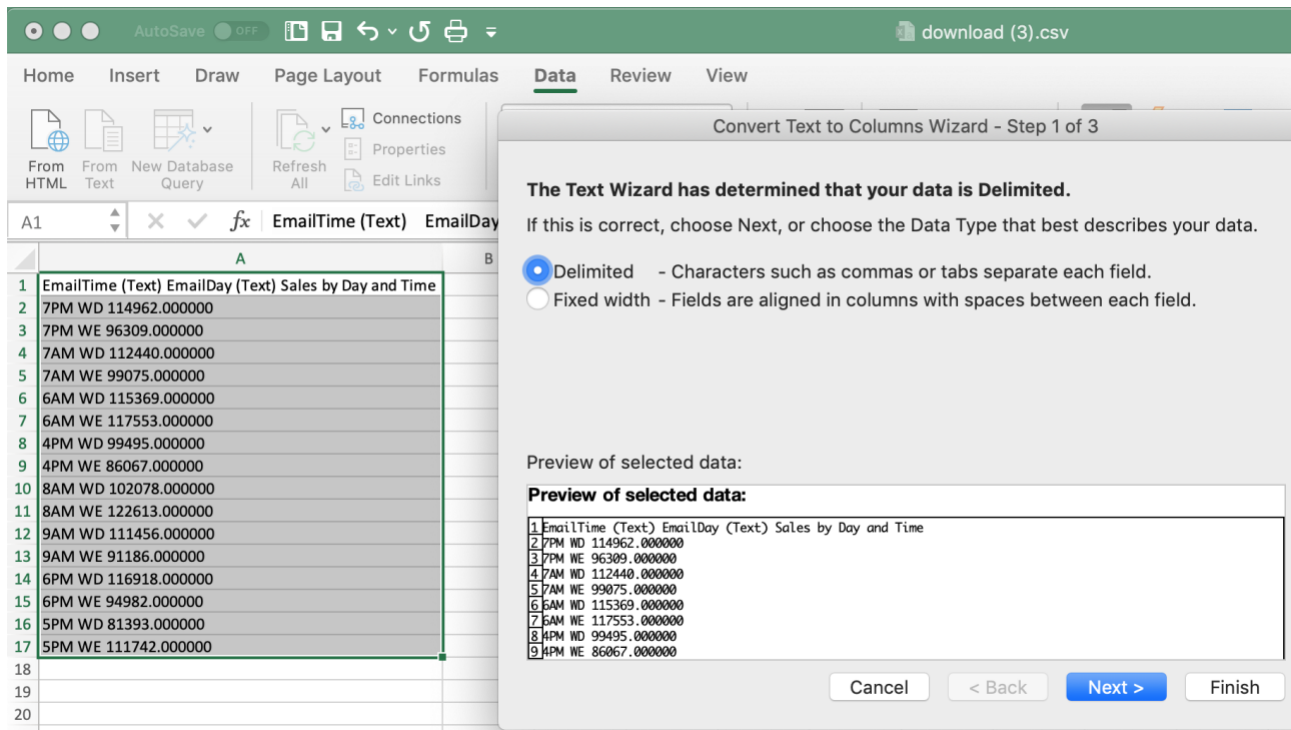 AutoSave OFF download (3).csv
Home Insert Draw Page Layout Formulas Data Review View
From HTML
From Text
New Database Query
Refresh All
Connections
Properties
Edit Links
A1 fx EmailTime (Text) EmailDay
A B
1 EmailTime (Text) EmailDay (Text) Sales by Day and Time
2 7PM WD 114962.000000
3 7PM WE 96309.000000
4 7AM WD 112440.000000
5 7AM WE 99075.000000
6 6AM WD 115369.000000
7 6AM WE 117553.000000
8 4PM WD 99495.000000
9 4PM WE 86067.000000
10 8AM WD 102078.000000
11 8AM WE 122613.000000
12 9AM WD 111456.000000
13 9AM WE 91186.000000
14 6PM WD 116918.000000
15 6PM WE 94982.000000
16 5PM WD 81393.000000
17 5PM WE 111742.000000
18
19
20
Convert Text to Columns Wizard - Step 1 of 3
The Text Wizard has determined that your data is Delimited.
If this is correct, choose Next, or choose the Data Type that best describes your data.
Delimited - Characters such as commas or tabs separate each field.
Fixed width - Fields are aligned in columns with spaces between each field.
Preview of selected data:
Preview of selected data:
1 EmailTime (Text) EmailDay (Text) Sales by Day and Time
2 7PM WD 114962.000000
3 7PM WE 96309.000000
4 7AM WD 112440.000000
5 7AM WE 99075.000000
6 6AM WD 115369.000000
7 6AM WE 117553.000000
8 4PM WD 99495.000000
9 4PM WE 86067.000000
Cancel < Back Next > Finish